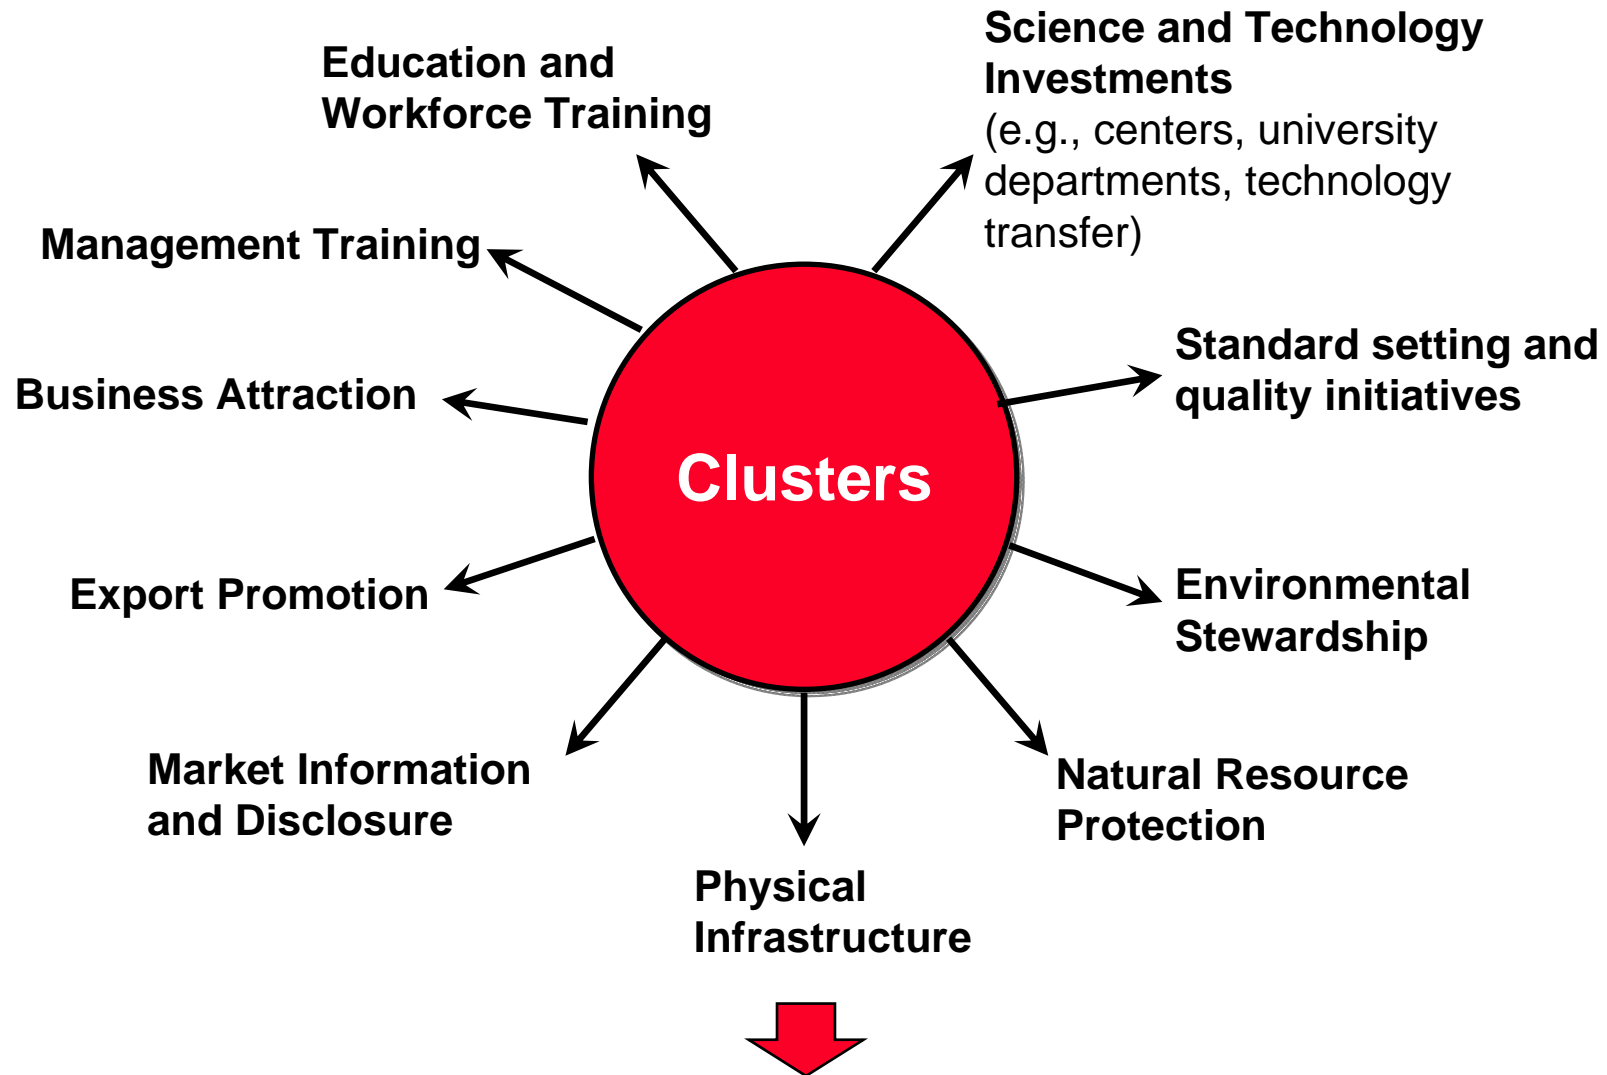 Science and Technology
Investments
(e.g., centers, university
departments, technology
transfer)
Education and
Workforce Training
Management Training
Standard setting and
quality initiatives
Business Attraction
Clusters
Export Promotion
Environmental
Stewardship
Market Information
and Disclosure
Natural Resource
Protection
Physical
Infrastructure